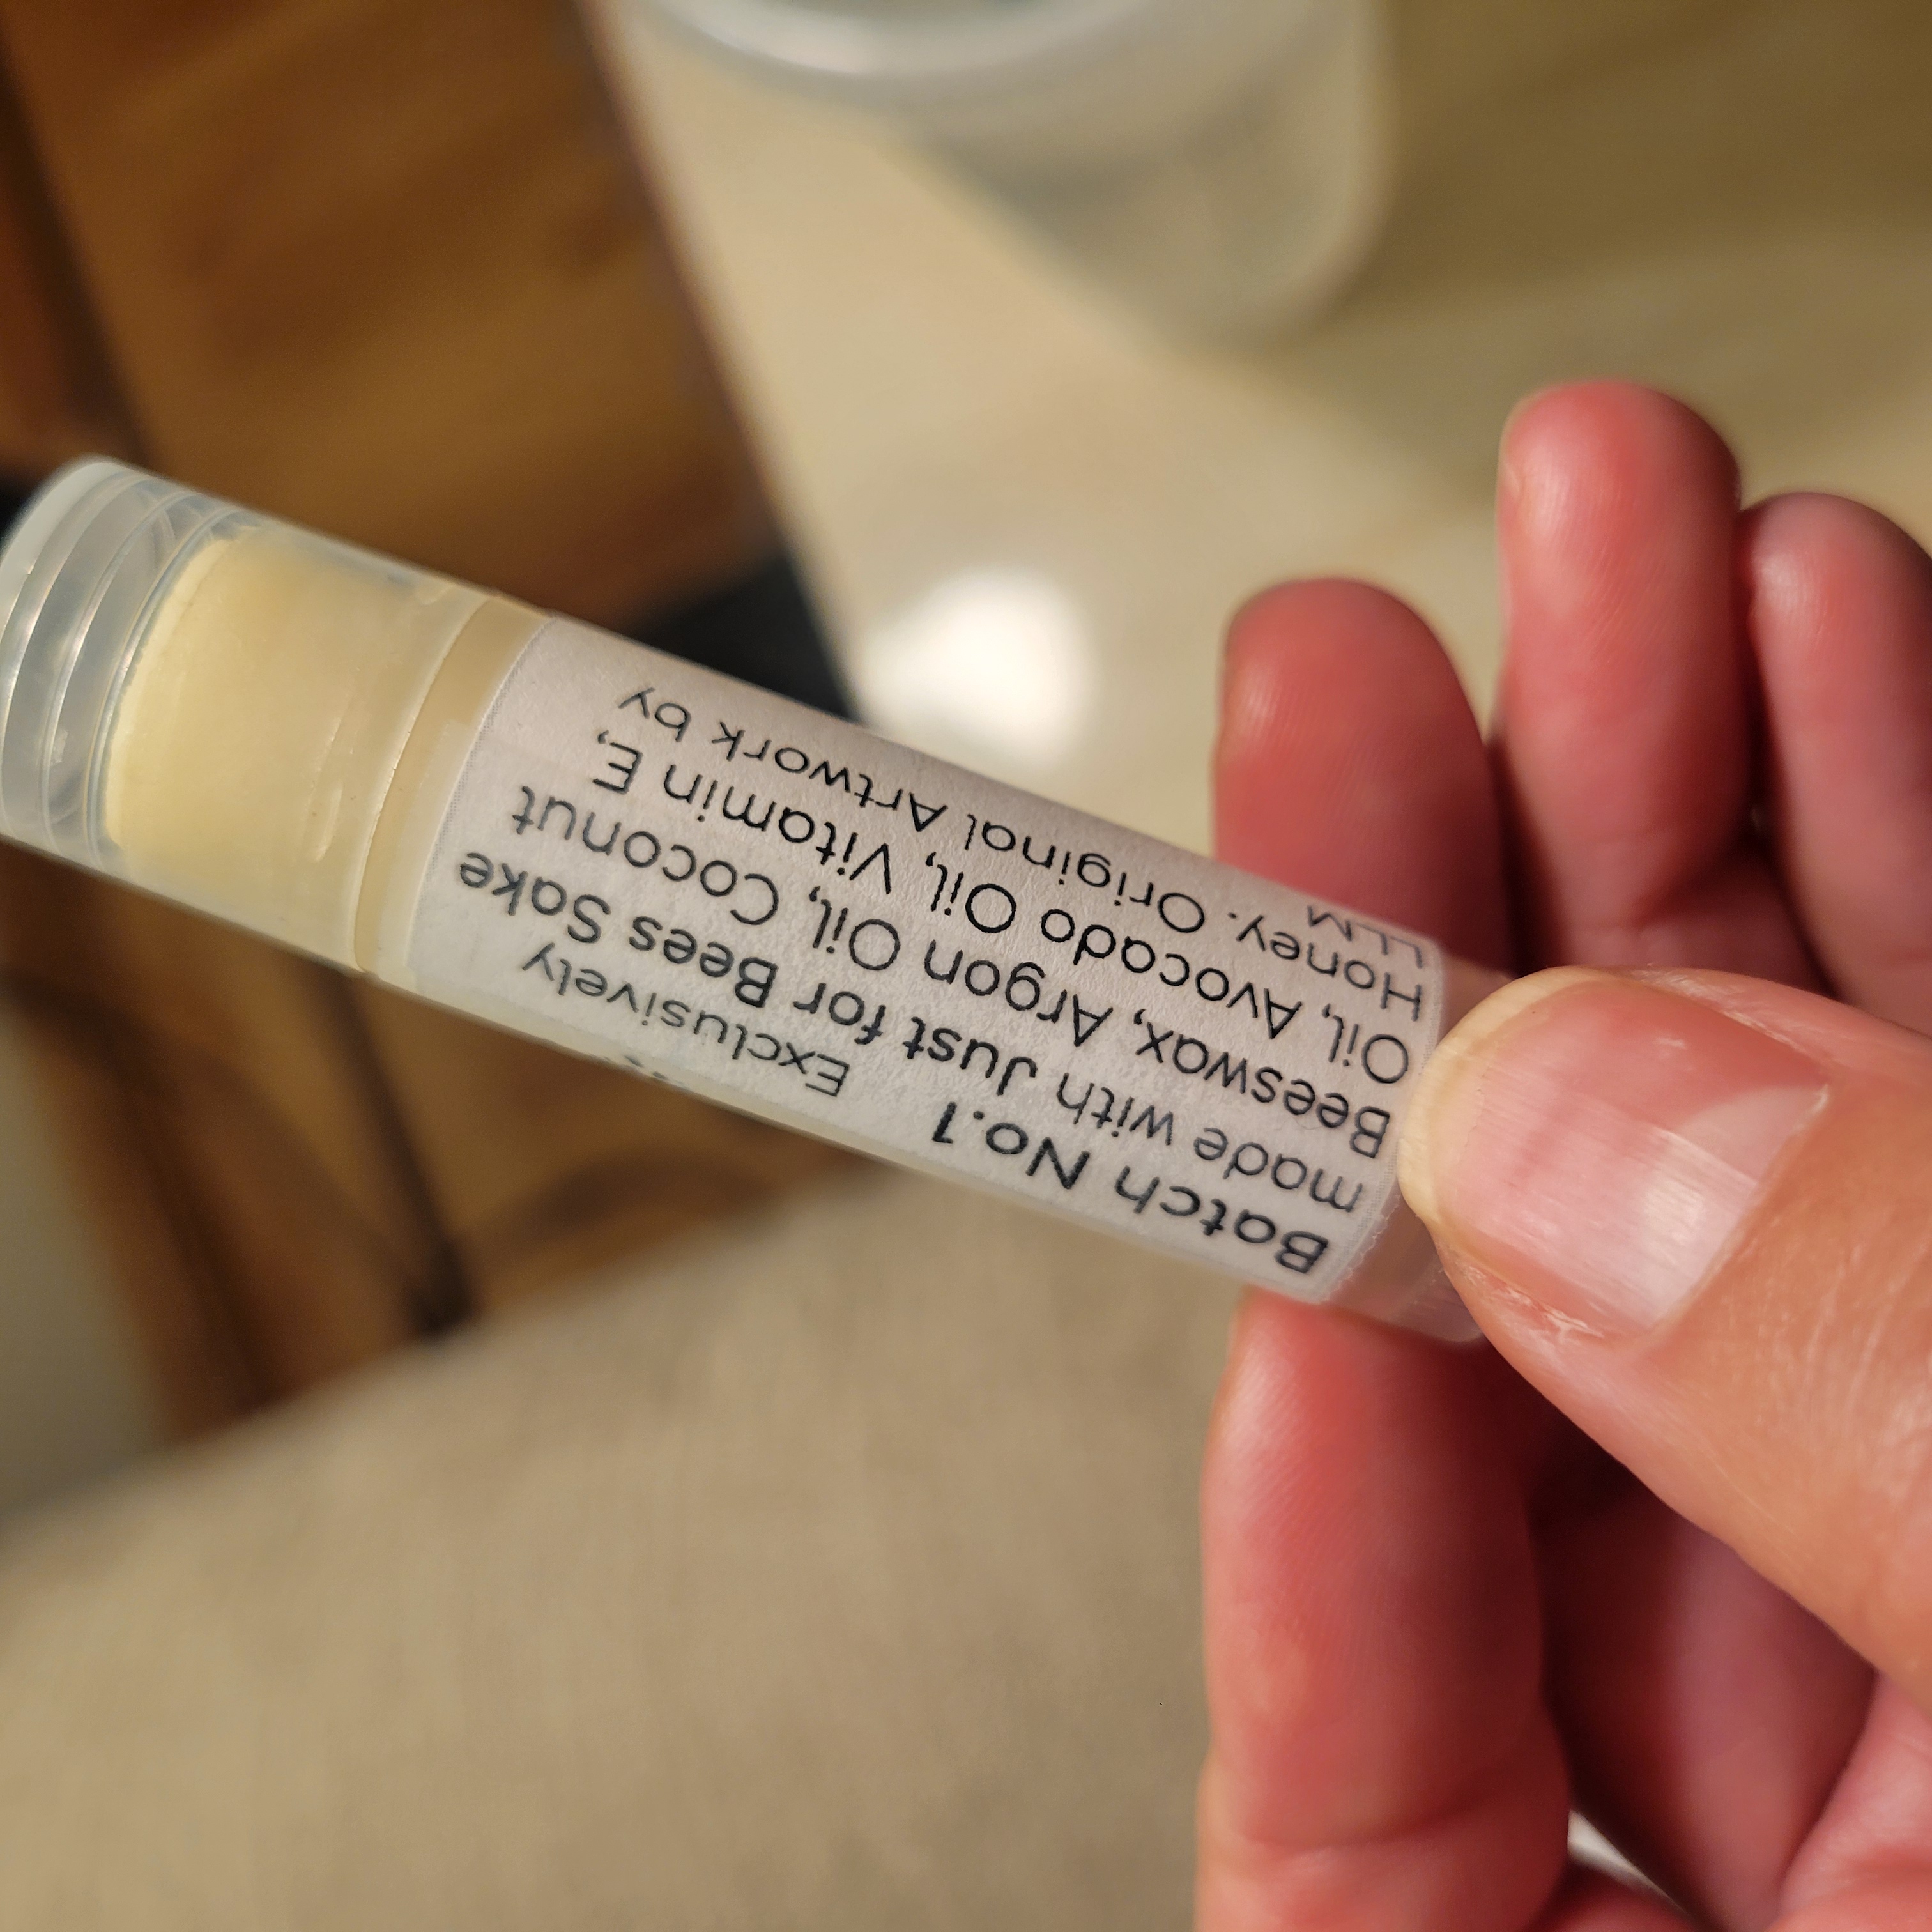 Batch No.1
Exclusively
made with Just for Bees Sake
Beeswax, Argon Oil, Coconut
Oil, Avocado Oil, Vitamin E,
Honey. Original Artwork by
LLM